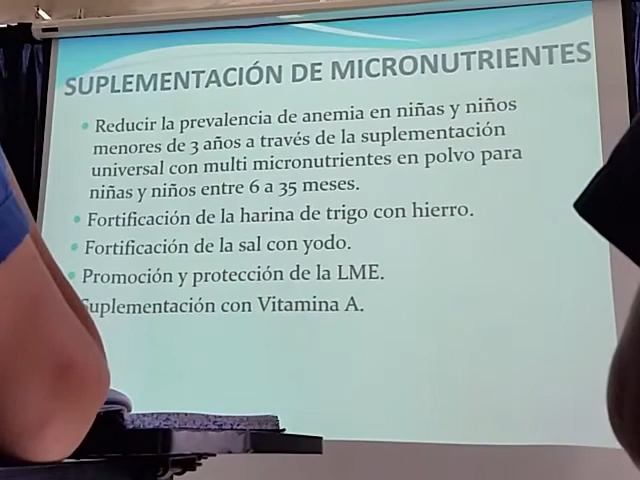 SUPLEMENTACIÓN DE MICRONUTRIENTES
Reducir la prevalencia de anemia en niñas y niños
menores de 3 años a través de la suplementación
universal con multi micronutrientes en polvo para
niñas y niños entre 6 a 35 meses.
Fortificación de la harina de trigo con hierro.
Fortificación de la sal con yodo.
Promoción y protección de la LME.
Suplementación con Vitamina A.